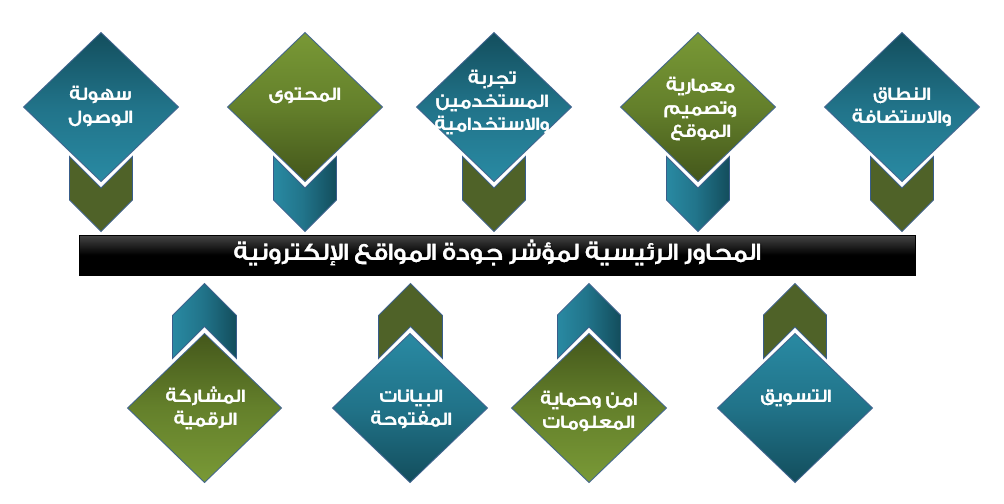 النطاق
والاستضافة
معمارية
وتصميم
الموقع
تجربة
المستخدمين
والاستخدامية
المحتوى
سهولة
الوصول
المحاور الرئيسية لمؤشر جودة المواقع الإلكترونية
التسويق
امن وحماية
المعلومات
البيانات
المفتوحة
المشاركة
الرقمية